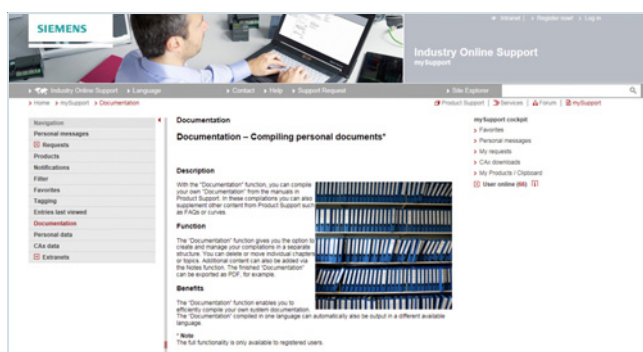 SIEMENS
Intranet | Register now! Log in
Industry Online Support
mySupport
Industry Online Support Language Contact Help Support Request Site Explorer
Home mySupport Documentation
Product Support Services Forum mySupport
Navigation
Personal messages
Requests
Products
Notifications
Filter
Favorites
Tagging
Entries last viewed
Documentation
Personal data
CAx data
Extranets
Documentation
Documentation – Compiling personal documents*
Description
With the "Documentation" function, you can compile
your own "Documentation" from the manuals in
Product Support. In these compilations you can also
supplement other content from Product Support such
as FAQs or curves.
Function
The "Documentation" function gives you the option to
create and manage your compilations in a separate
structure. You can delete or move individual chapters
or topics. Additional content can also be added via
the Notes function. The finished "Documentation"
can be exported as PDF, for example.
Benefits
The "Documentation" function enables you to
efficiently compile your own system documentation.
The "Documentation" compiled in one language can automatically also be output in a different available
language.
* Note
The full functionality is only available to registered users.
mySupport cockpit
Favorites
Personal messages
My requests
CAx downloads
My Products / Clipboard
User online (66)